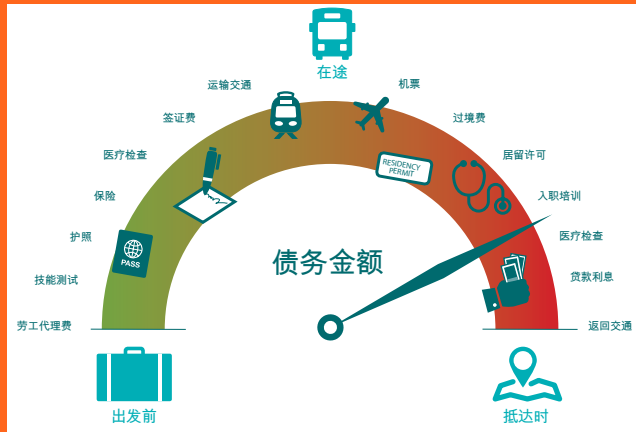 在途
运输交通
机票
签证费
过境费
医疗检查
居留许可
RESIDENCY
PERMIT
保险
入职培训
护照
PASS
医疗检查
债务金额
技能测试
贷款利息
劳工代理费
返回交通
出发前
抵达时